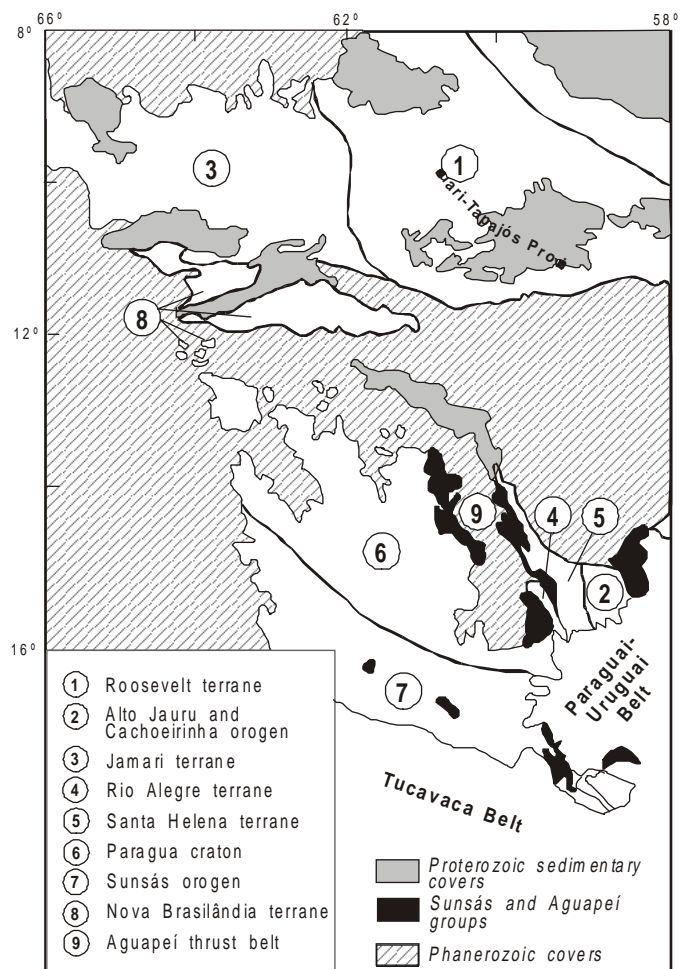 66° 62° 58°
8°
3
1
ari-Tapajós Prov
8
12°
9
4
5
6
2
16°
7
Paraguai-
Uruguai
Belt
Tucavaca Belt
1 Roosevelt terrane
2 Alto Jauru and
Cachoeirinha orogen
3 Jamari terrane
4 Rio Alegre terrane
5 Santa Helena terrane
6 Paragua craton
7 Sunsás orogen
8 Nova Brasilândia terrane
9 Aguapeí thrust belt
Proterozoic sedimentary
covers
Sunsás and Aguapeí
groups
Phanerozoic covers